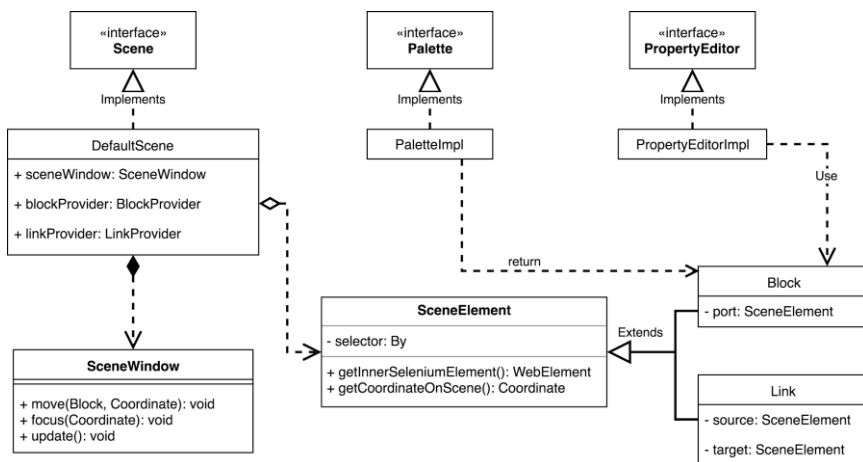 «interface»
Scene
«interface»
Palette
«interface»
PropertyEditor
Implements
Implements
Implements
DefaultScene
+ sceneWindow: SceneWindow
+ blockProvider: BlockProvider
+ linkProvider: LinkProvider
PaletteImpl
PropertyEditorImpl
Use
return
Block
- port: SceneElement
SceneElement
- selector: By
+ getInnerSeleniumElement(): WebElement
+ getCoordinateOnScene(): Coordinate
Extends
SceneWindow
+ move(Block, Coordinate): void
+ focus(Coordinate): void
+ update(): void
Link
- source: SceneElement
- target: SceneElement